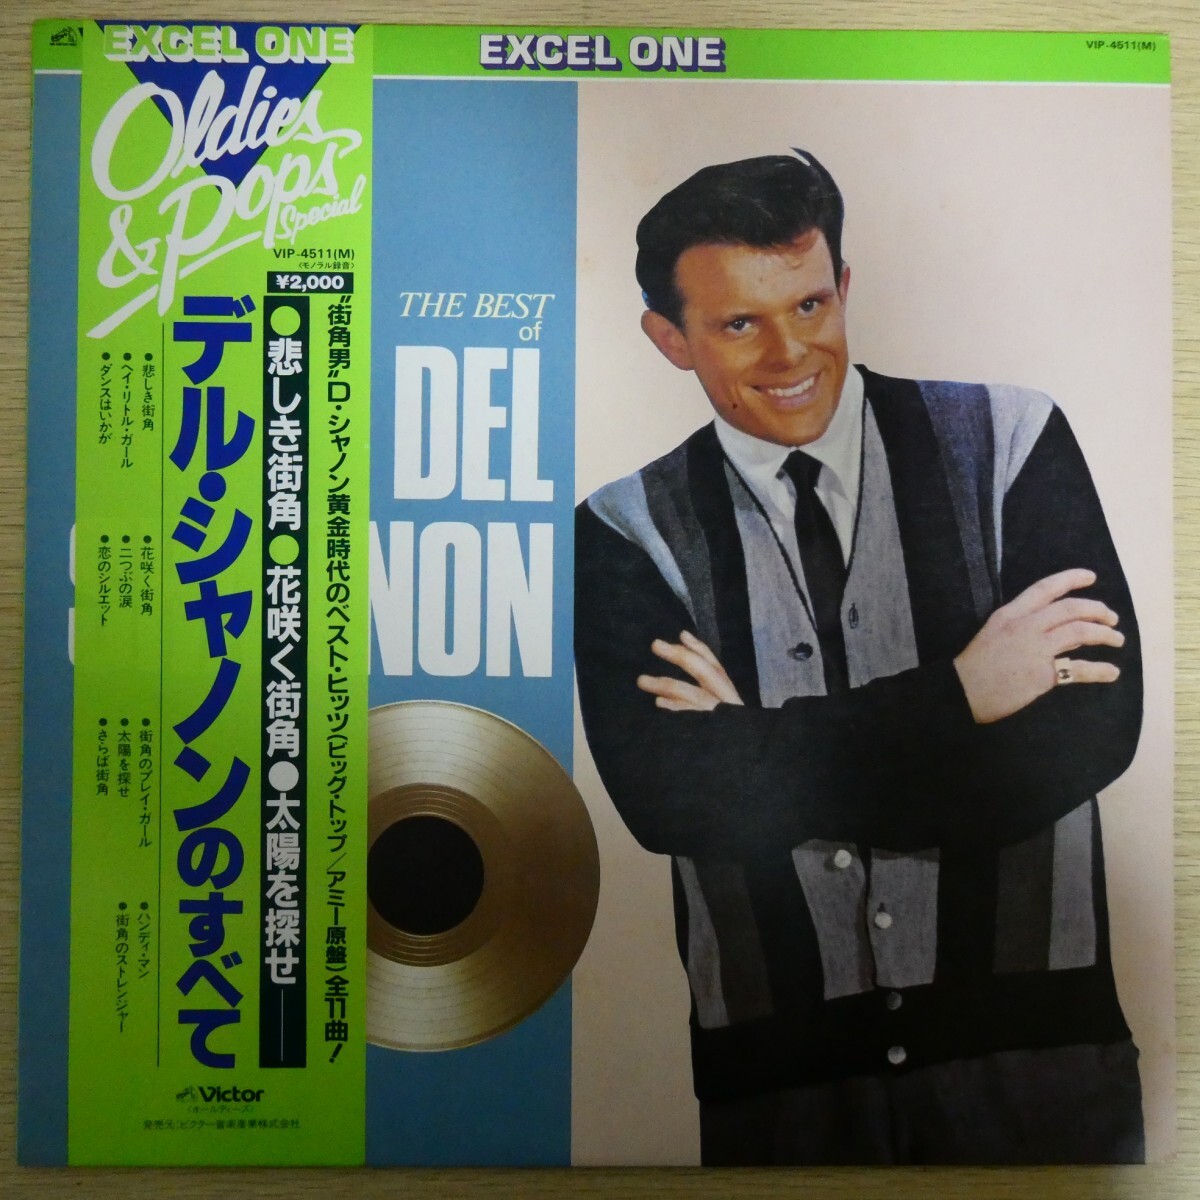 EXCEL ONE
VIP-4511(M)
EXCEL ONE
Oldies
& Pops
Special
VIP-4511(M)
〈モノラル録音〉
¥2,000
"街角男"D・シャノン黄金時代のベスト・ヒッツ(ビッグ・トップ/アミー原盤)全11曲!
●悲しき街角●花咲く街角●太陽を探せ──
デル・シャノンのすべて
●悲しき街角
●ヘイ・リトル・ガール
●ダンスはいかが
●花咲く街角
●二つぶの涙
●恋のシルエット
●街角のプレイ・ガール
●太陽を探せ
●さらば街角
●ハンディ・マン
●街角のストレンジャー
Victor
〈オールディーズ〉
発売元:ビクター音楽産業株式会社
THE BEST
of
DEL
S NON